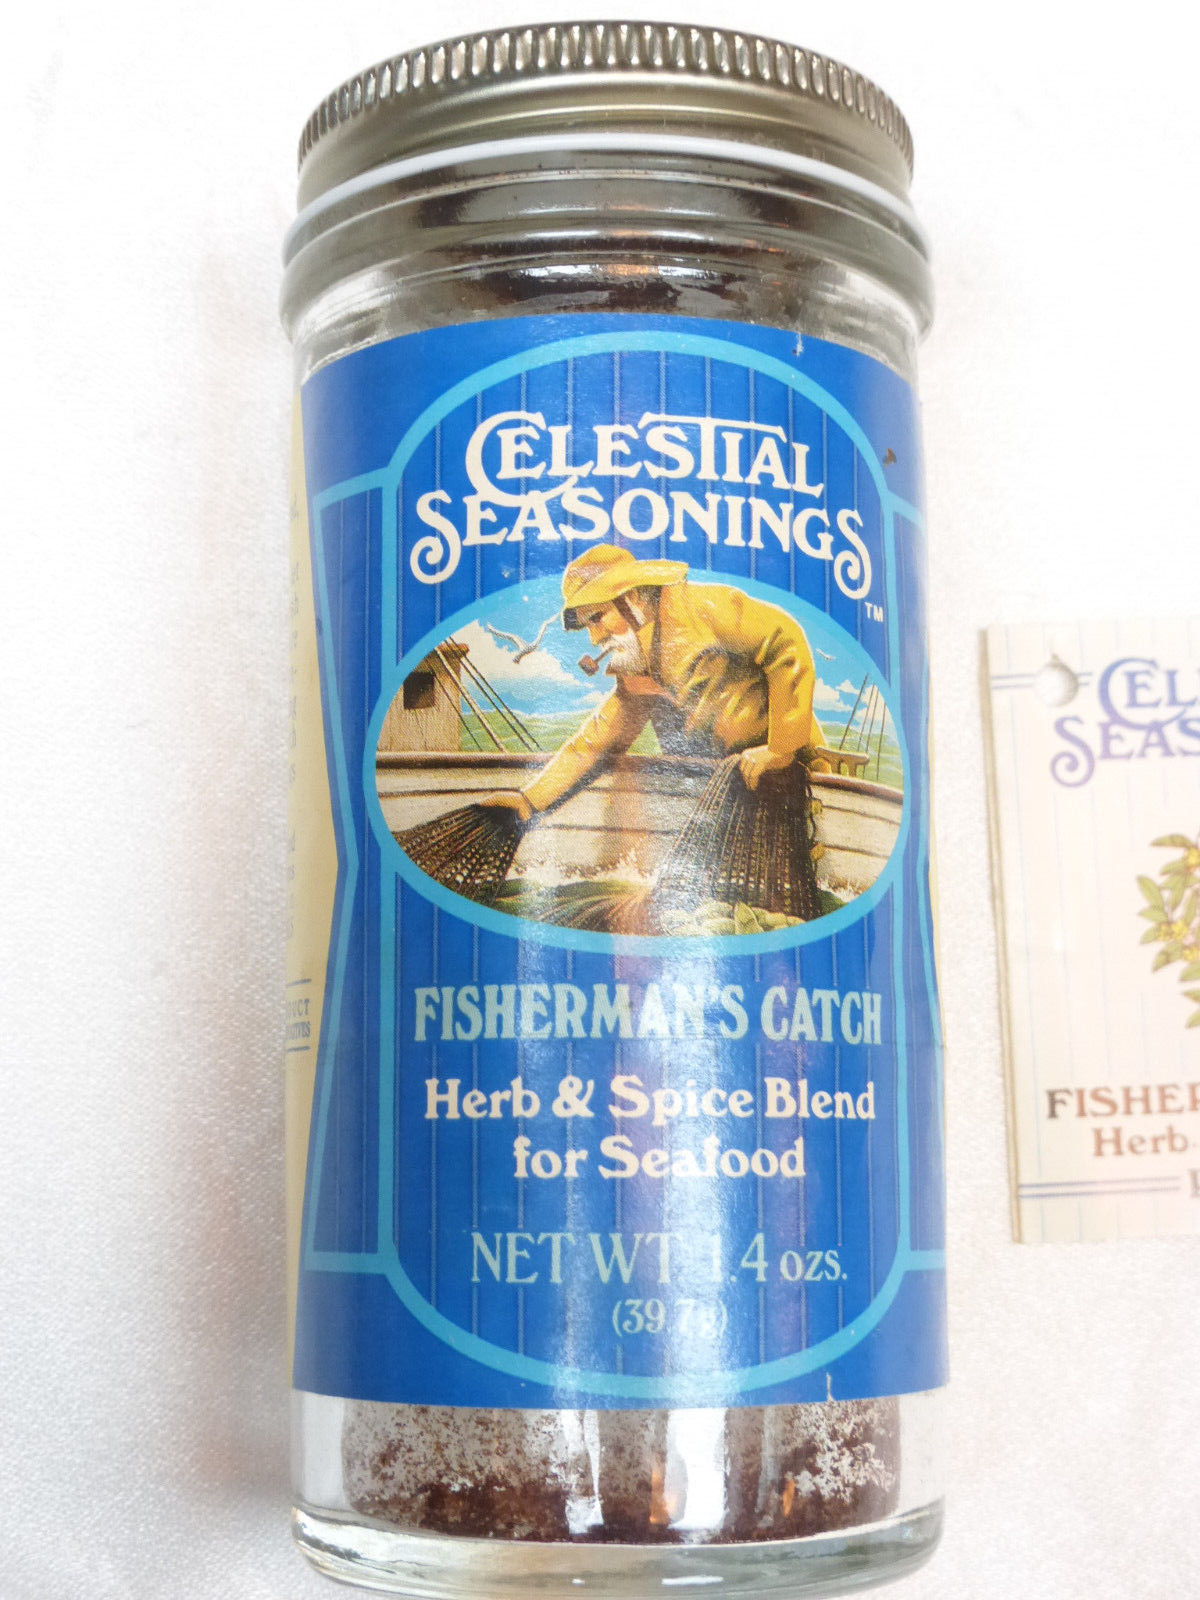 CELESTIAL
SEASONINGS
TM
FISHERMAN'S CATCH
Herb & Spice Blend
for Seafood
NET WT 1.4 ozs.
(39.7g)
CEL
SEAS
FISHER
Herb